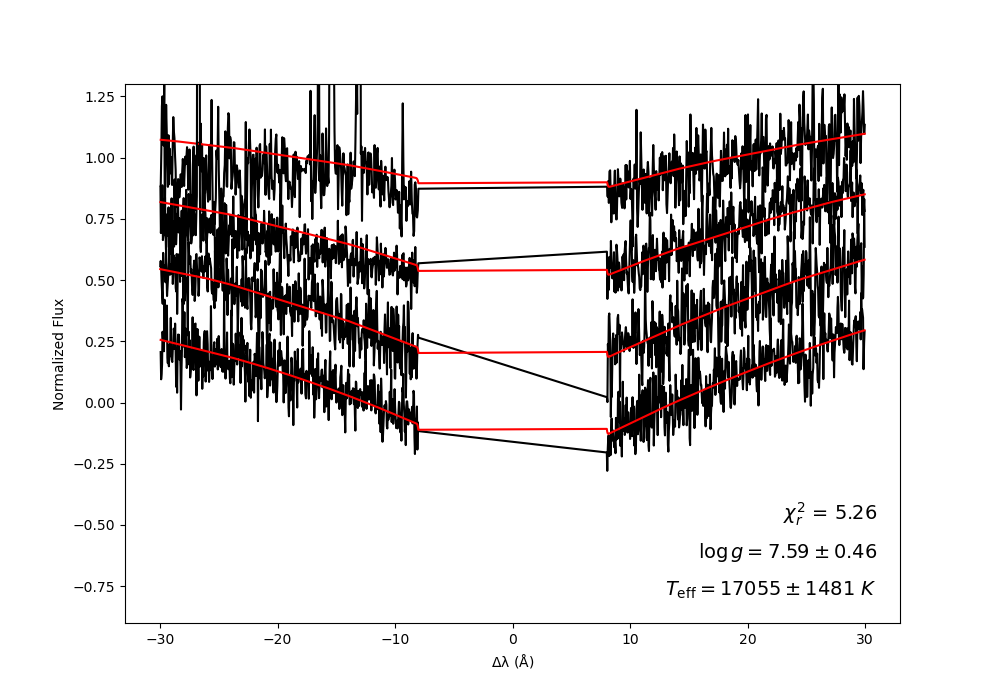 1.25
1.00
0.75
0.50
0.25
0.00
−0.25
−0.50
−0.75
Normalized Flux
χ²ᵣ = 5.26
log g = 7.59 ± 0.46
T_eff = 17055 ± 1481 K
−30 −20 −10 0 10 20 30
Δλ (Å)